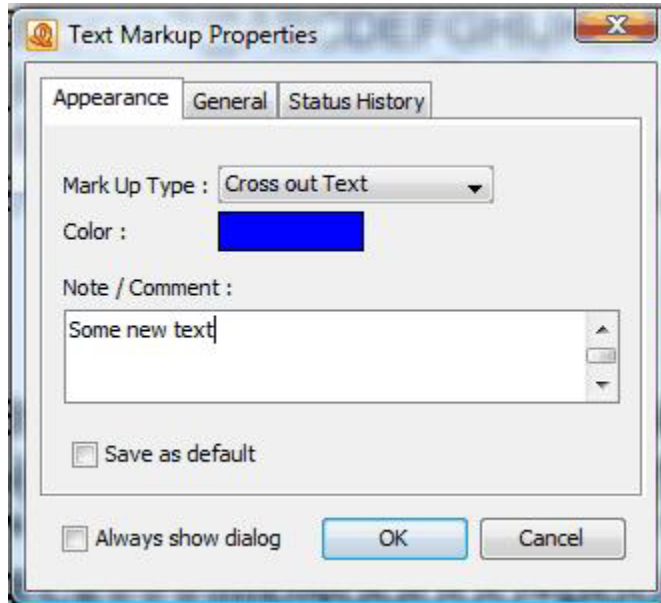 Text Markup Properties
Appearance General Status History
Mark Up Type : Cross out Text
Color :
Note / Comment :
Some new text
Save as default
Always show dialog OK Cancel